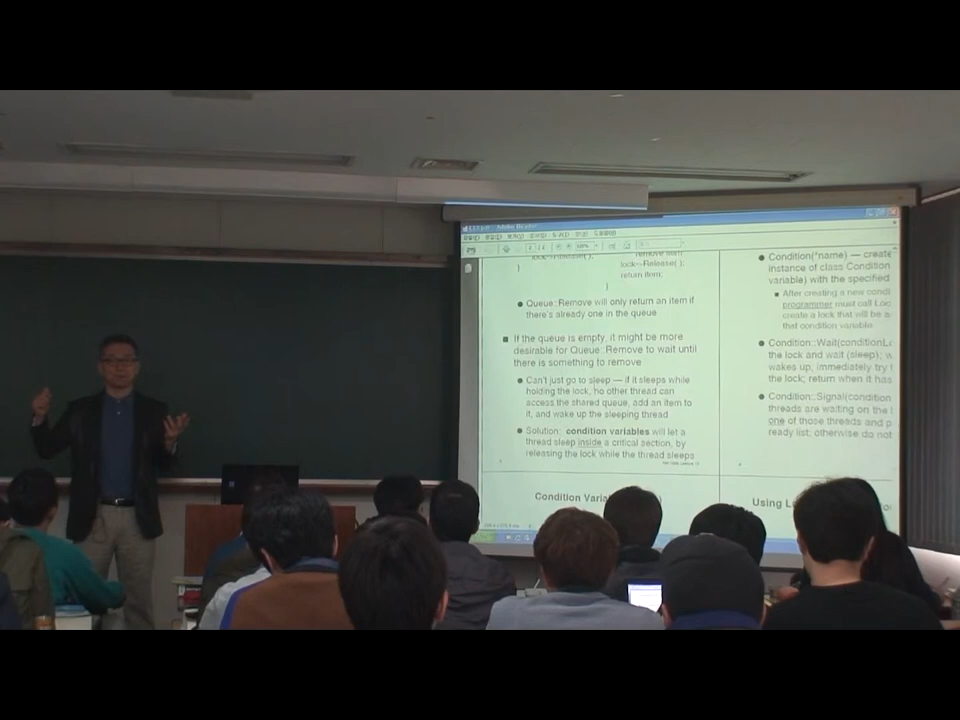 Adobe Reader
lock->Release( );
}
remove item;
lock->Release( );
return item;
}
● Queue::Remove will only return an item if
there's already one in the queue
■ If the queue is empty, it might be more
desirable for Queue::Remove to wait until
there is something to remove
● Can't just go to sleep — if it sleeps while
holding the lock, no other thread can
access the shared queue, add an item to
it, and wake up the sleeping thread
● Solution: condition variables will let a
thread sleep inside a critical section, by
releasing the lock while the thread sleeps
Condition Varia
● Condition(*name) — create
instance of class Condition
variable) with the specified
■ After creating a new condi
programmer must call Loc
create a lock that will be a
that condition variable.
● Condition::Wait(conditionLo
the lock and wait (sleep); w
wakes up, immediately try t
the lock; return when it has
● Condition::Signal(condition
threads are waiting on the l
one of those threads and p
ready list; otherwise do not
Using L